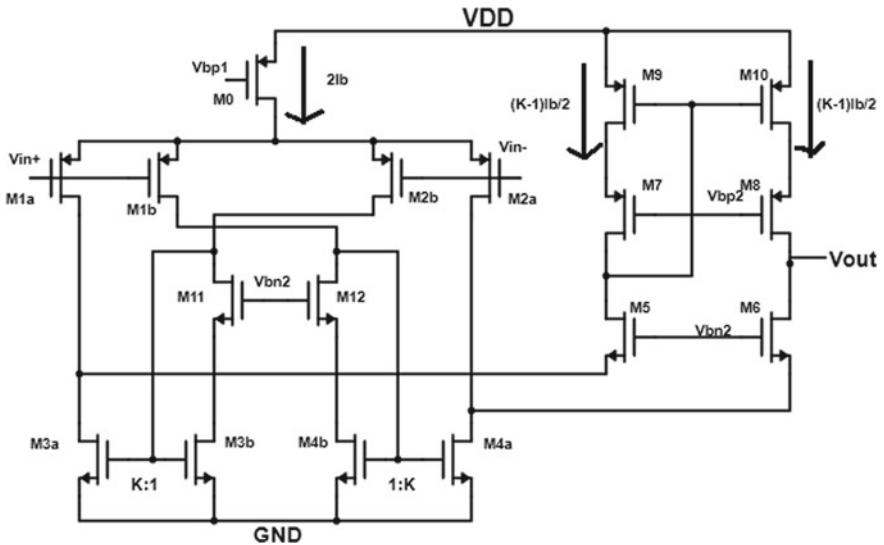 VDD
Vbp1
M0
2Ib
(K-1)Ib/2
M9
M10
(K-1)Ib/2
Vin+
M1a
M1b
M2b
Vin-
M2a
M7
Vbp2
M8
Vout
M11
Vbn2
M12
M5
Vbn2
M6
M3a
K:1
M3b
M4b
1:K
M4a
GND